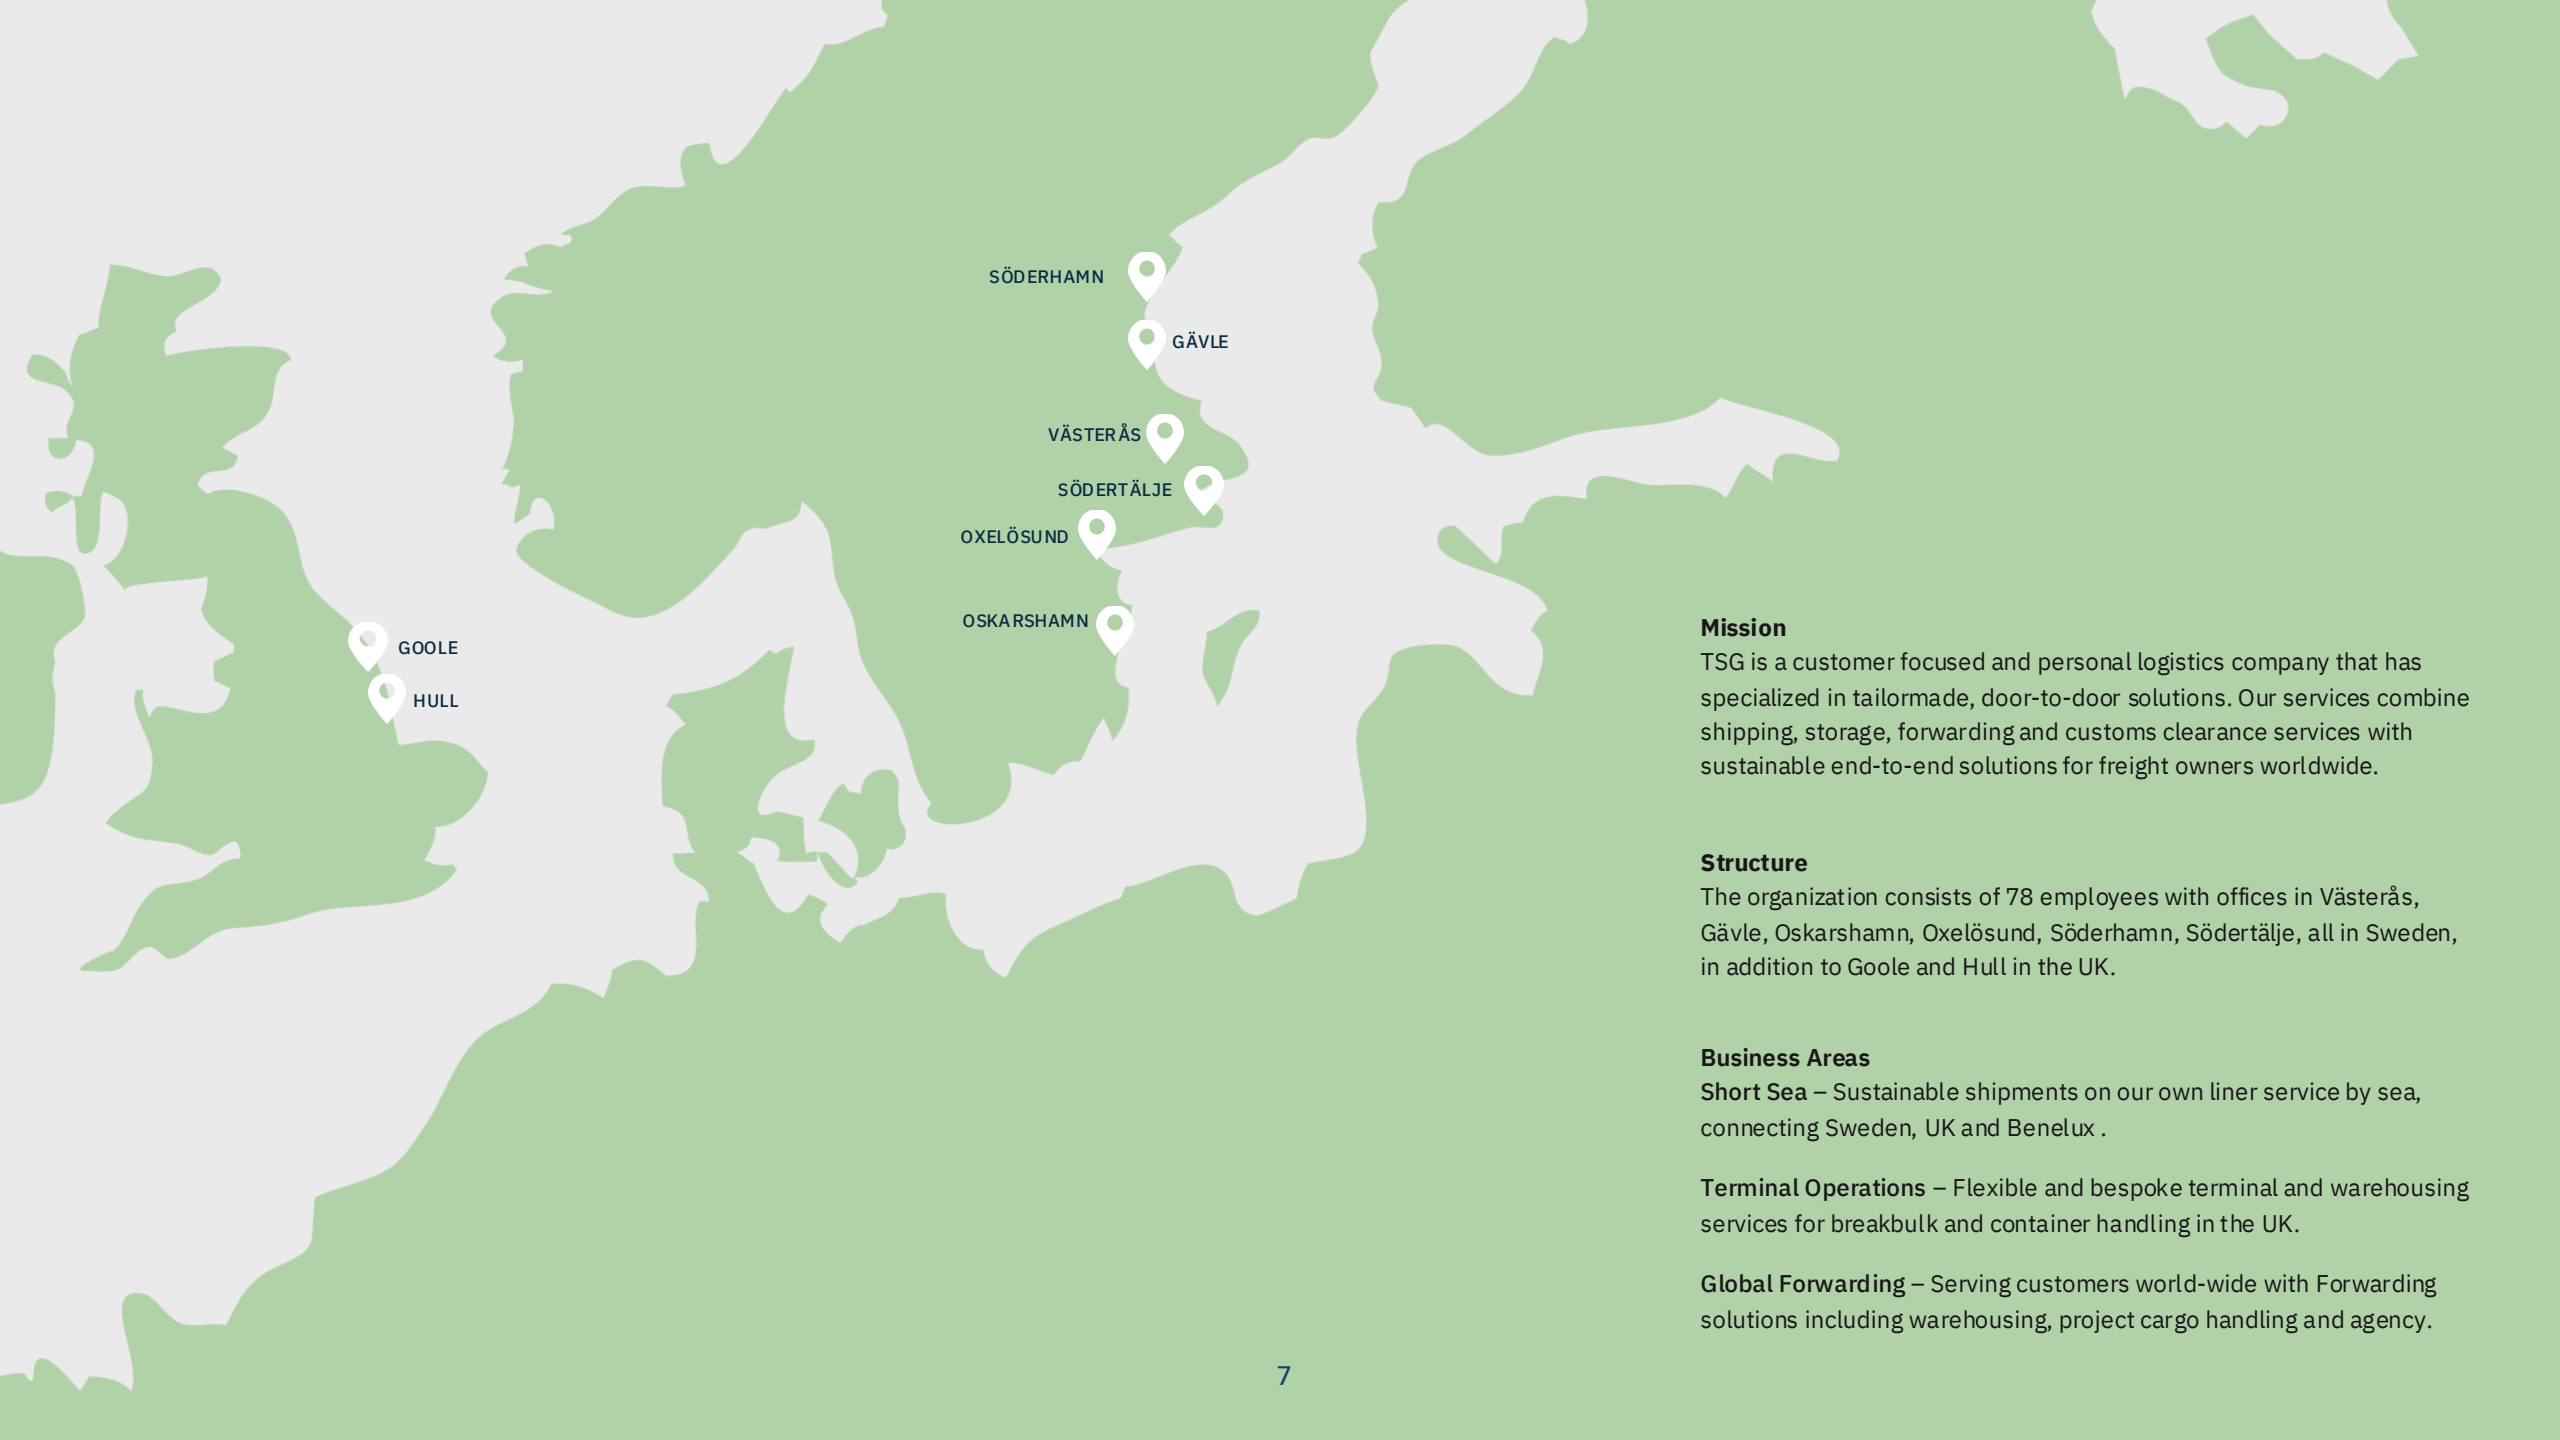 SÖDERHAMN
GÄVLE
VÄSTERÅS
SÖDERTÄLJE
OXELÖSUND
OSKARSHAMN
GOOLE
HULL
Mission
TSG is a customer focused and personal logistics company that has
specialized in tailormade, door-to-door solutions. Our services combine
shipping, storage, forwarding and customs clearance services with
sustainable end-to-end solutions for freight owners worldwide.
Structure
The organization consists of 78 employees with offices in Västerås,
Gävle, Oskarshamn, Oxelösund, Söderhamn, Södertälje, all in Sweden,
in addition to Goole and Hull in the UK.
Business Areas
Short Sea – Sustainable shipments on our own liner service by sea,
connecting Sweden, UK and Benelux .
Terminal Operations – Flexible and bespoke terminal and warehousing
services for breakbulk and container handling in the UK.
Global Forwarding – Serving customers world-wide with Forwarding
solutions including warehousing, project cargo handling and agency.
7